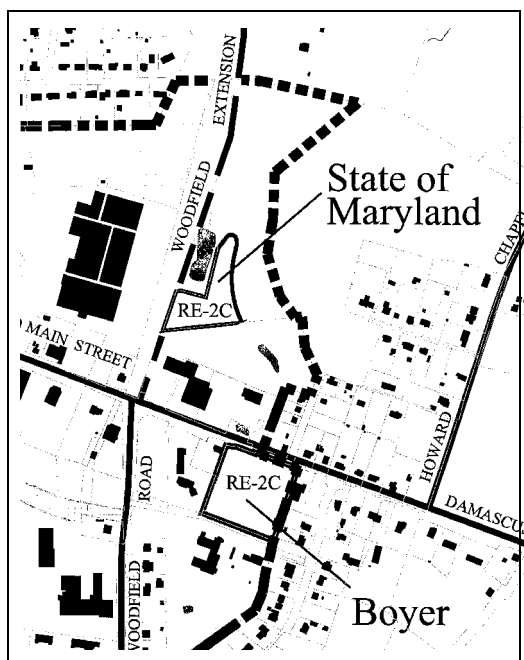 EXTENSION
WOODFIELD
State of
Maryland
CHAPEL
RE-2C
MAIN STREET
HOWARD
RE-2C
ROAD
DAMASCUS
WOODFIELD
Boyer